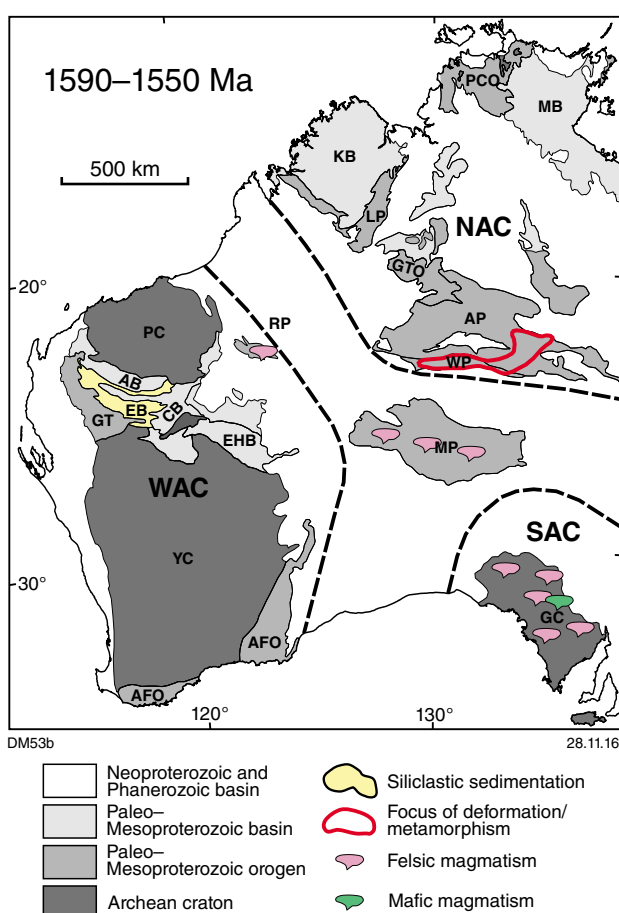 1590–1550 Ma
500 km
PCO
MB
KB
LP
NAC
GTO
20°
RP
PC
AP
WP
AB
EB
CB
GT
EHB
MP
WAC
SAC
YC
30°
GC
AFO
AFO
120°
130°
DM53b
28.11.16
Neoproterozoic and
Phanerozoic basin
Paleo–
Mesoproterozoic basin
Paleo–
Mesoproterozoic orogen
Archean craton
Siliclastic sedimentation
Focus of deformation/
metamorphism
Felsic magmatism
Mafic magmatism